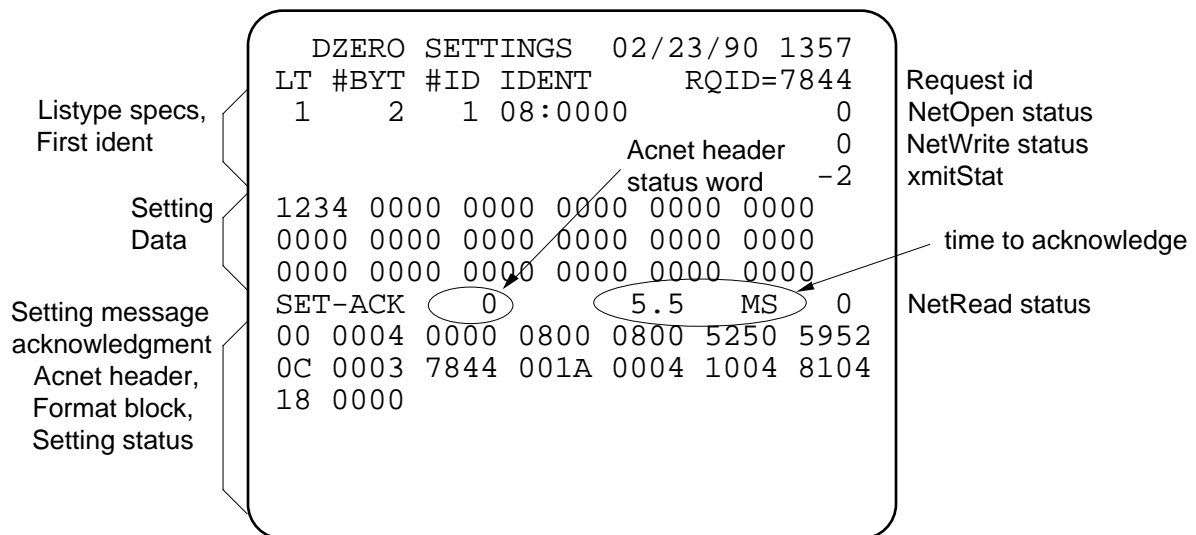 DZERO SETTINGS 02/23/90 1357
LT #BYT #ID IDENT RQID=7844
1 2 1 08:0000 0
0
-2
1234 0000 0000 0000 0000 0000
0000 0000 0000 0000 0000 0000
0000 0000 0000 0000 0000 0000
SET-ACK 0 5.5 MS 0
00 0004 0000 0800 0800 5250 5952
0C 0003 7844 001A 0004 1004 8104
18 0000
Listype specs,
First ident
Setting
Data
Setting message
acknowledgment
Acnet header,
Format block,
Setting status
Acnet header
status word
Request id
NetOpen status
NetWrite status
xmitStat
time to acknowledge
NetRead status